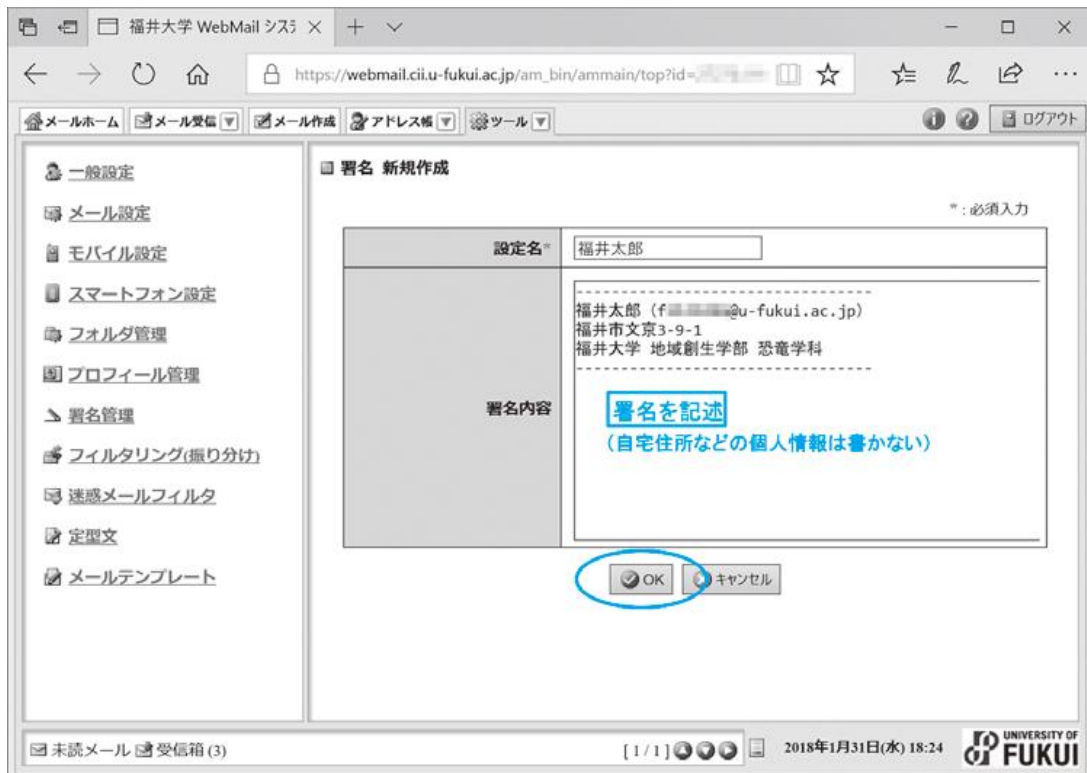 福井大学 WebMail シス
https://webmail.cii.u-fukui.ac.jp/am_bin/ammain/top?id=
メールホーム メール受信 メール作成 アドレス帳 ツール ログアウト
一般設定
メール設定
モバイル設定
スマートフォン設定
フォルダ管理
プロフィール管理
署名管理
フィルタリング(振り分け)
迷惑メールフィルタ
定型文
メールテンプレート
署名 新規作成
*:必須入力
設定名* 福井太郎
署名内容
--------------------------------
福井太郎 (f @u-fukui.ac.jp)
福井市文京3-9-1
福井大学 地域創生学部 恐竜学科
--------------------------------
署名を記述
(自宅住所などの個人情報は書かない)
OK キャンセル
未読メール 受信箱 (3) [1/1] 2018年1月31日(水) 18:24 UNIVERSITY OF
FUKUI